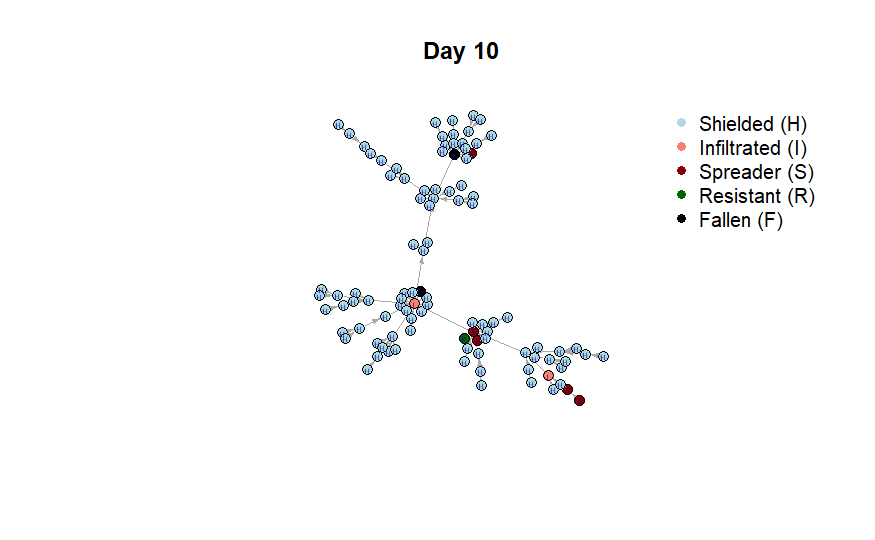 Day 10
Shielded (H)
Infiltrated (I)
Spreader (S)
Resistant (R)
Fallen (F)